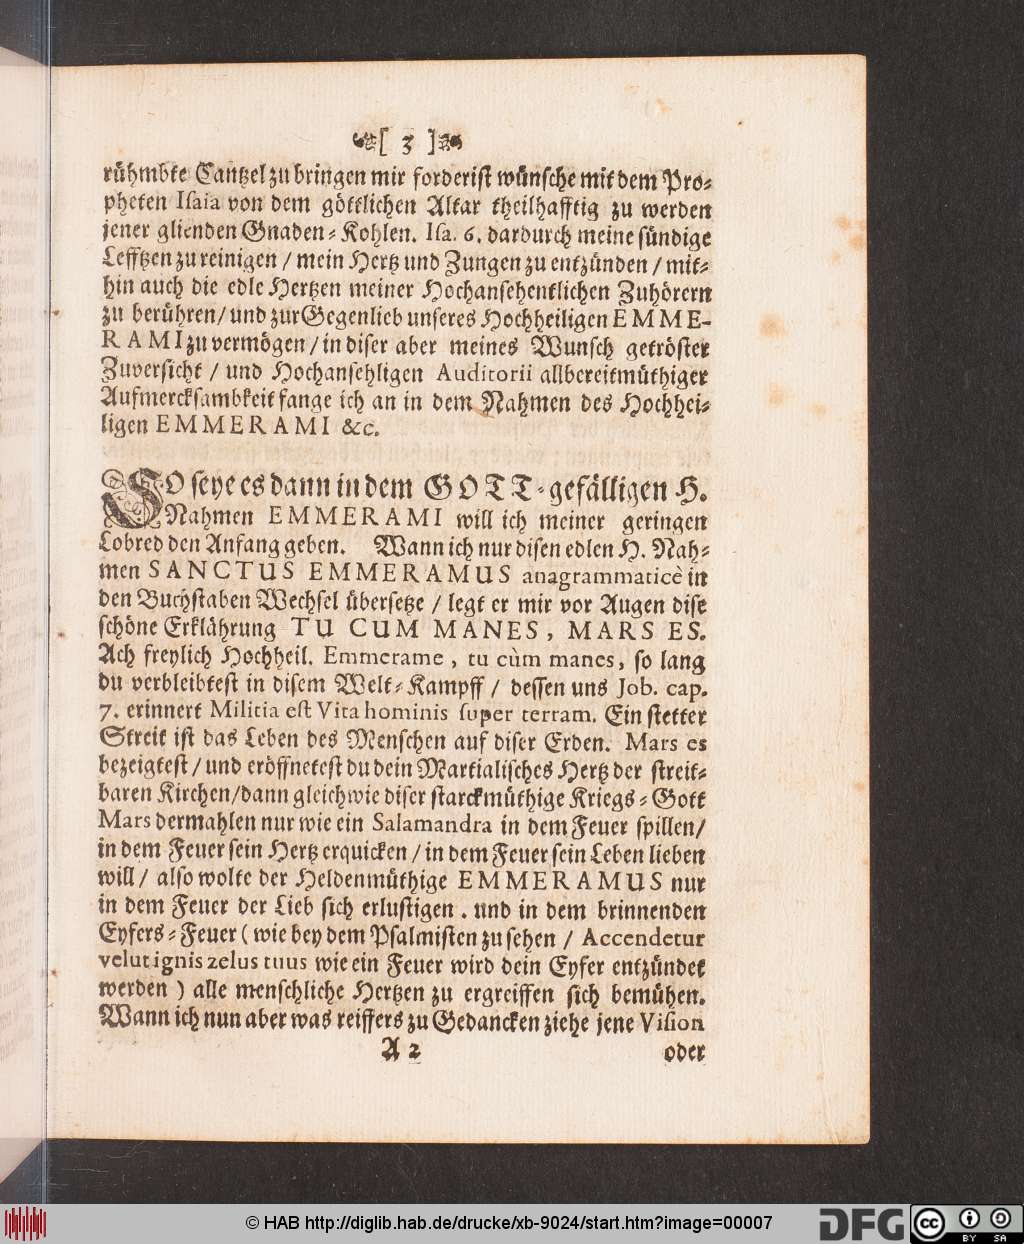 [ 3 ]
rühmbte Cantzel zu bringen mir forderist wünsche mit dem Pro-
pheten Isaia von dem göttlichen Altar theilhafftig zu werden
jener glienden Gnaden-Kohlen. Isa. 6. dardurch meine sündige
Lefftzen zu reinigen / mein Hertz und Zungen zu entzünden / mit-
hin auch die edle Hertzen meiner Hochansehentlichen Zuhörern
zu berühren / und zur Gegenlieb unseres Hochheiligen EMME-
RAMI zu vermögen / in diser aber meines Wunsch getröster
Zuversicht / und Hochansehligen Auditorii allbereitmüthiger
Aufmercksambkeit fange ich an in dem Nahmen des Hochhei-
ligen EMMERAMI &c.
SO seye es dann in dem GOTT-gefälligen H.
Nahmen EMMERAMI will ich meiner geringen
Lobred den Anfang geben. Wann ich nur disen edlen H. Nah-
men SANCTUS EMMERAMUS anagrammaticè in
den Buchstaben Wechsel übersetze / legt er mir vor Augen dise
schöne Erklährung TU CUM MANES, MARS ES.
Ach freylich Hochheil. Emmerame, tu cùm manes, so lang
du verbleibtest in disem Welt-Kampff / dessen uns Job. cap.
7. erinnert Militia est Vita hominis super terram. Ein stetter
Streit ist das Leben des Menschen auf diser Erden. Mars es
bezeigtest / und eröffnetest du dein Martialisches Hertz der streit-
baren Kirchen / dann gleichwie diser starckmüthige Kriegs-Gott
Mars dermahlen nur wie ein Salamandra in dem Feuer spillen /
in dem Feuer sein Hertz erquicken / in dem Feuer sein Leben lieben
will / also wolte der Heldenmüthige EMMERAMUS nur
in dem Feuer der Lieb sich erlustigen . und in dem brinnenden
Eyfers-Feuer ( wie bey dem Psalmisten zu sehen / Accendetur
velut ignis zelus tuus wie ein Feuer wird dein Eyfer entzündet
werden ) alle menschliche Hertzen zu ergreiffen sich bemühen.
Wann ich nun aber was reiffers zu Gedancken ziehe jene Vision
A 2 oder
© HAB http://diglib.hab.de/drucke/xb-9024/start.htm?image=00007
DFG cc BY SA